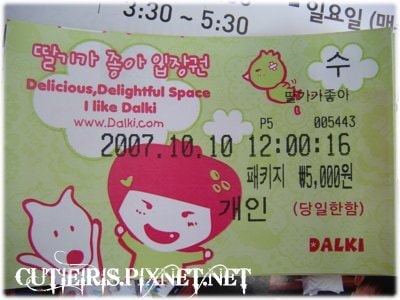 3:30 ~ 5:30
일요일 (매
딸기가 좋아 입장권
Delicious,Delightful Space
I like Dalki
www.Dalki.com
수
딸기가좋아
P5 005443
2007.10.10 12:00:16
패키지 ₩5,000원
개인 (당일한함)
DALKI
CUTIEIRIS.PIXNET.NET